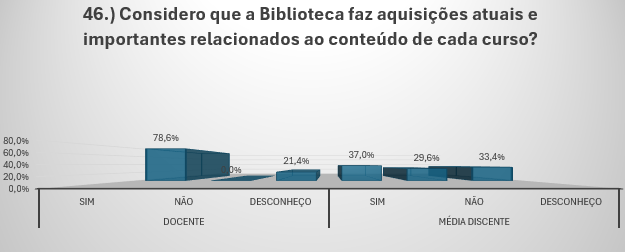 46.) Considero que a Biblioteca faz aquisições atuais e
importantes relacionados ao conteúdo de cada curso?
80,0%
60,0%
40,0%
20,0%
0,0%
78,6%
21,4%
37,0%
29,6%
33,4%
SIM NÃO DESCONHEÇO SIM NÃO DESCONHEÇO
DOCENTE MÉDIA DISCENTE